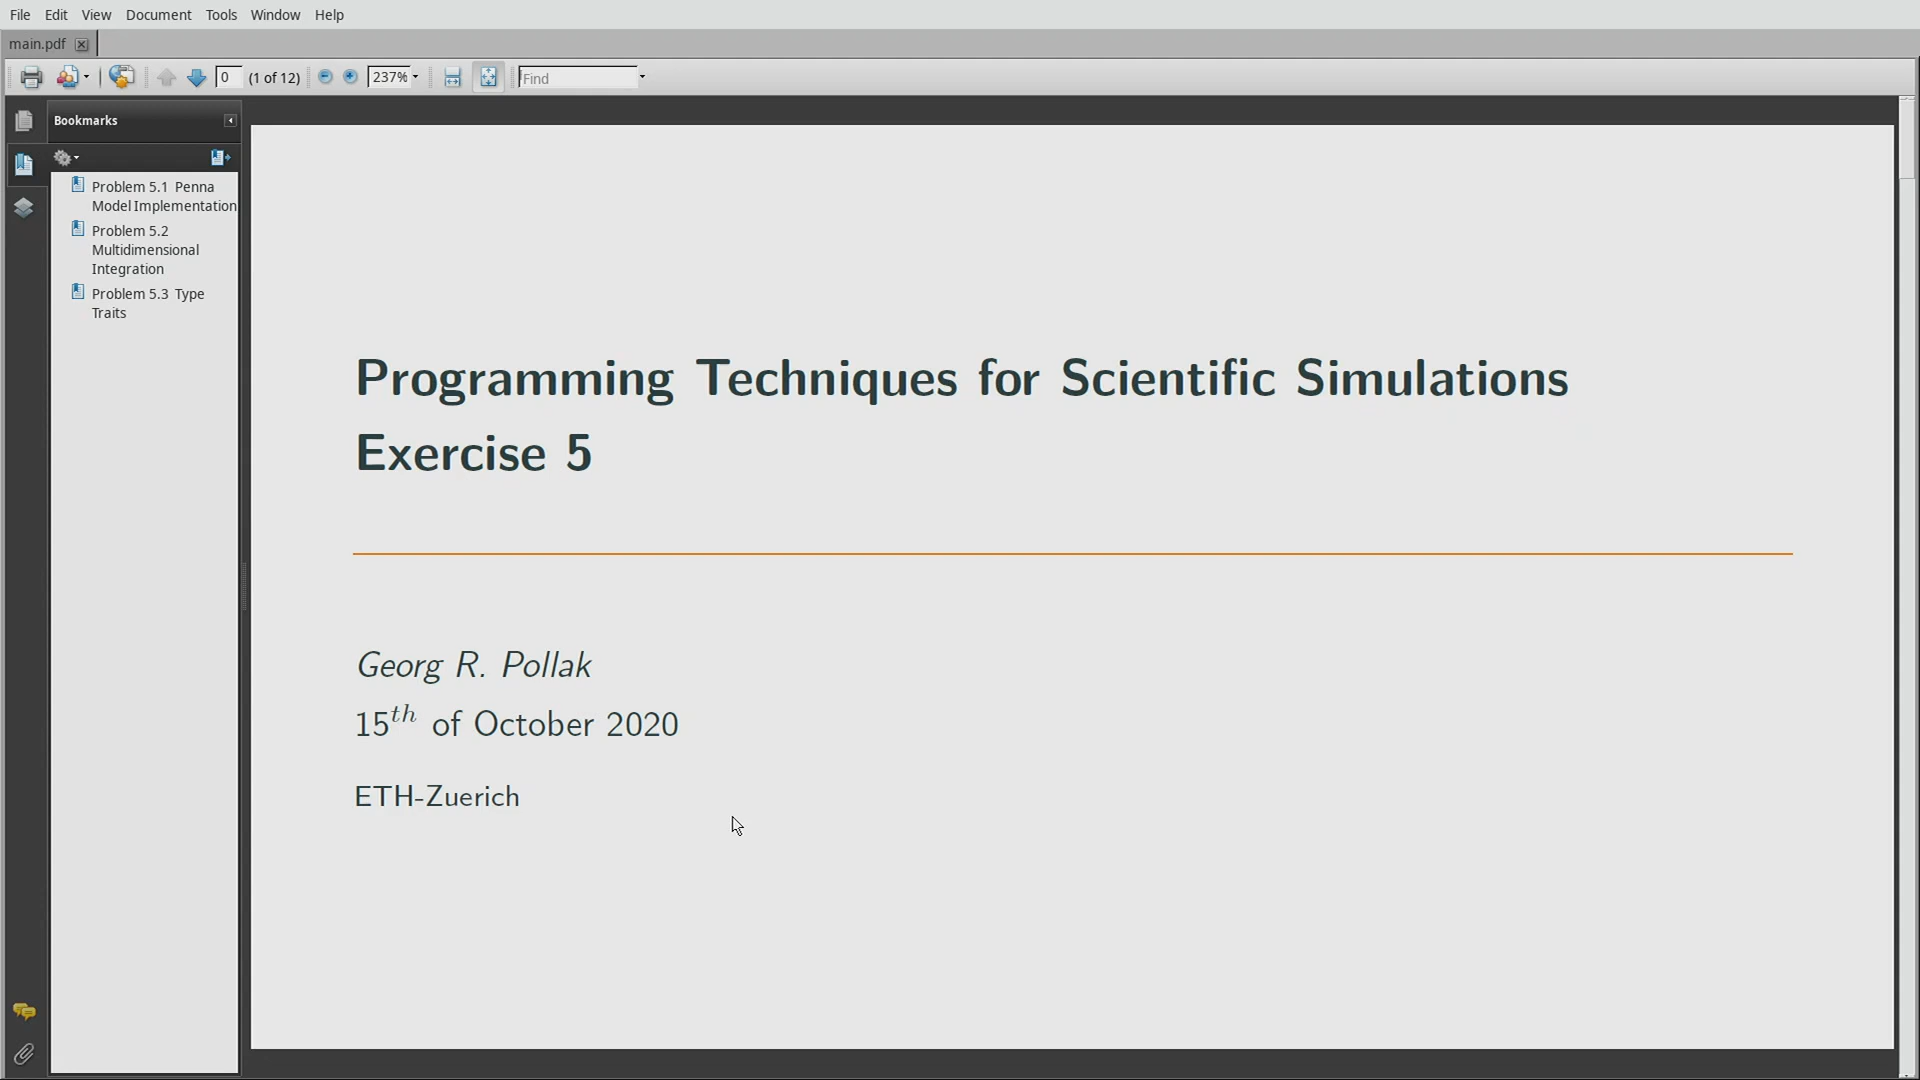 File Edit View Document Tools Window Help
main.pdf
0 (1 of 12) 237% Find
Bookmarks
Problem 5.1 Penna
Model Implementation
Problem 5.2
Multidimensional
Integration
Problem 5.3 Type
Traits
Programming Techniques for Scientific Simulations
Exercise 5
Georg R. Pollak
15th of October 2020
ETH-Zuerich